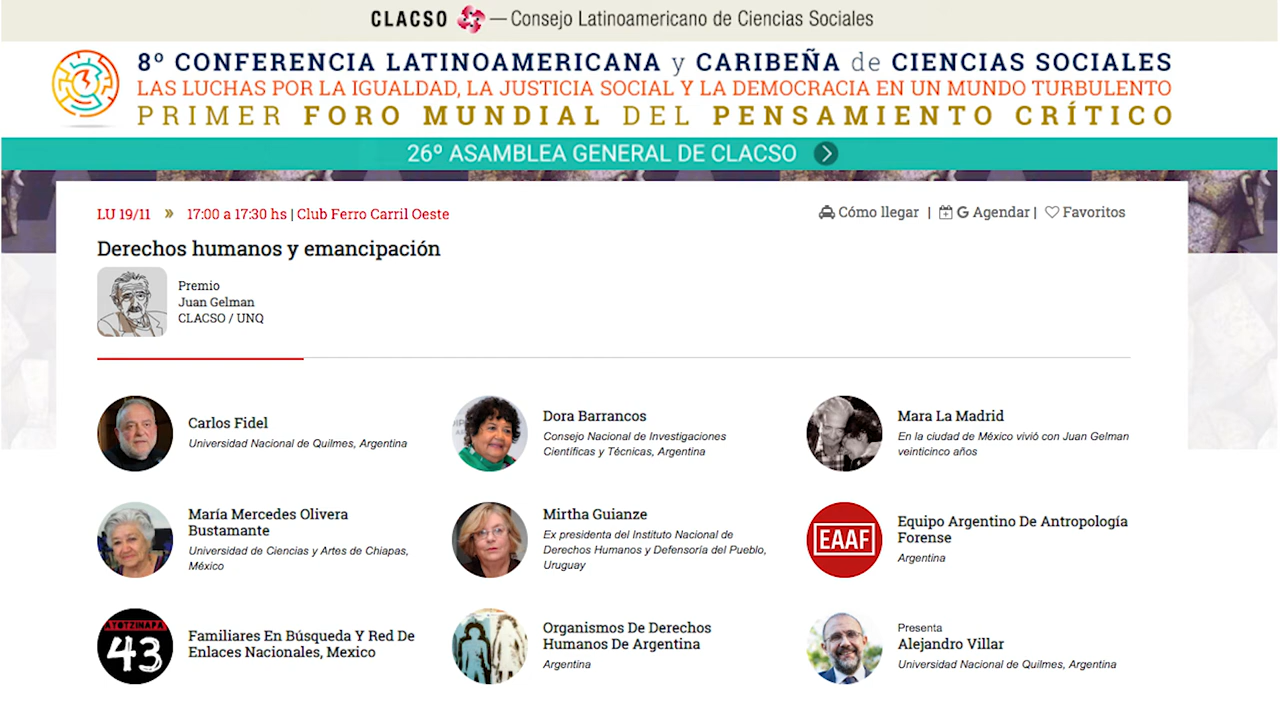 CLACSO — Consejo Latinoamericano de Ciencias Sociales
8º CONFERENCIA LATINOAMERICANA y CARIBEÑA de CIENCIAS SOCIALES
LAS LUCHAS POR LA IGUALDAD, LA JUSTICIA SOCIAL Y LA DEMOCRACIA EN UN MUNDO TURBULENTO
PRIMER FORO MUNDIAL DEL PENSAMIENTO CRÍTICO
26º ASAMBLEA GENERAL DE CLACSO
LU 19/11 » 17:00 a 17:30 hs | Club Ferro Carril Oeste
Cómo llegar | G Agendar | Favoritos
Derechos humanos y emancipación
Premio
Juan Gelman
CLACSO / UNQ
Carlos Fidel
Universidad Nacional de Quilmes, Argentina
Dora Barrancos
Consejo Nacional de Investigaciones
Científicas y Técnicas, Argentina
Mara La Madrid
En la ciudad de México vivió con Juan Gelman
veinticinco años
María Mercedes Olivera
Bustamante
Universidad de Ciencias y Artes de Chiapas,
México
Mirtha Guianze
Ex presidenta del Instituto Nacional de
Derechos Humanos y Defensoría del Pueblo,
Uruguay
EAAF
Equipo Argentino De Antropología
Forense
Argentina
AYOTZINAPA
43
Familiares En Búsqueda Y Red De
Enlaces Nacionales, Mexico
Organismos De Derechos
Humanos De Argentina
Argentina
Presenta
Alejandro Villar
Universidad Nacional de Quilmes, Argentina